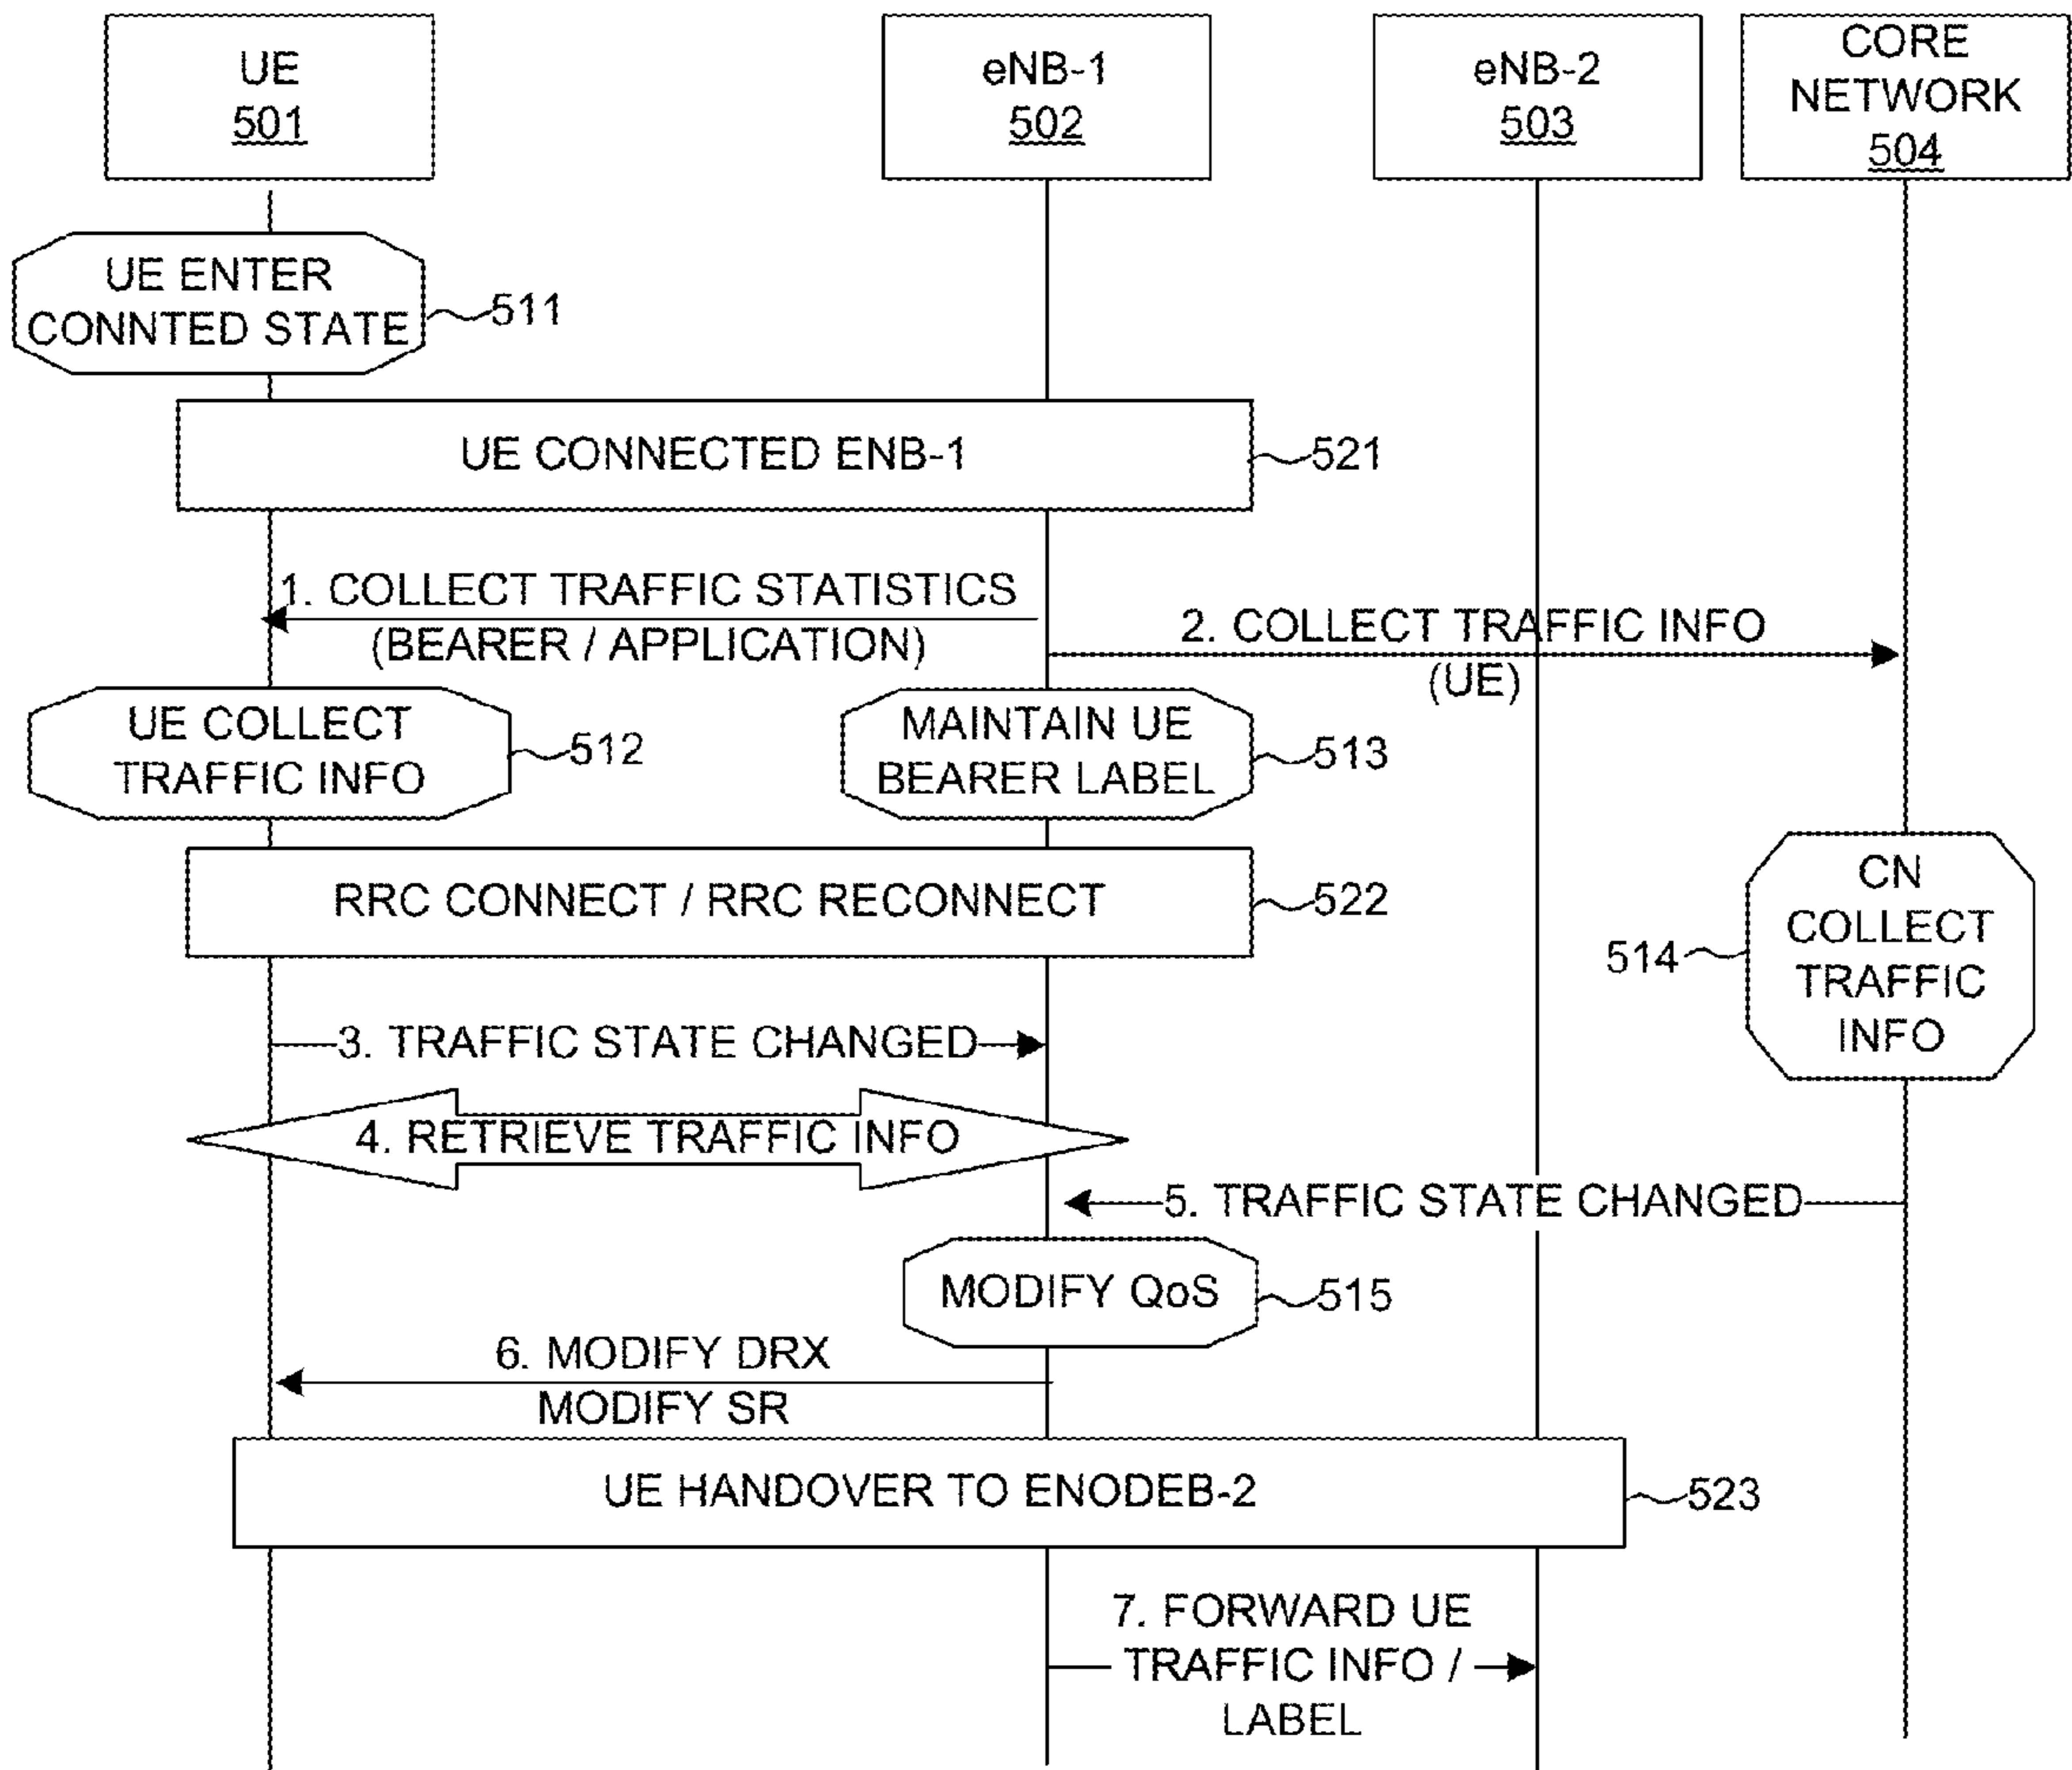 UE
501
eNB-1
502
eNB-2
503
CORE
NETWORK
504
UE ENTER
CONNTED STATE
511
UE CONNECTED ENB-1
521
1. COLLECT TRAFFIC STATISTICS
(BEARER / APPLICATION)
2. COLLECT TRAFFIC INFO
(UE)
UE COLLECT
TRAFFIC INFO
512
MAINTAIN UE
BEARER LABEL
513
RRC CONNECT / RRC RECONNECT
522
CN
COLLECT
TRAFFIC
INFO
514
3. TRAFFIC STATE CHANGED
4. RETRIEVE TRAFFIC INFO
5. TRAFFIC STATE CHANGED
MODIFY QoS
515
6. MODIFY DRX
MODIFY SR
UE HANDOVER TO ENODEB-2
523
7. FORWARD UE
TRAFFIC INFO /
LABEL